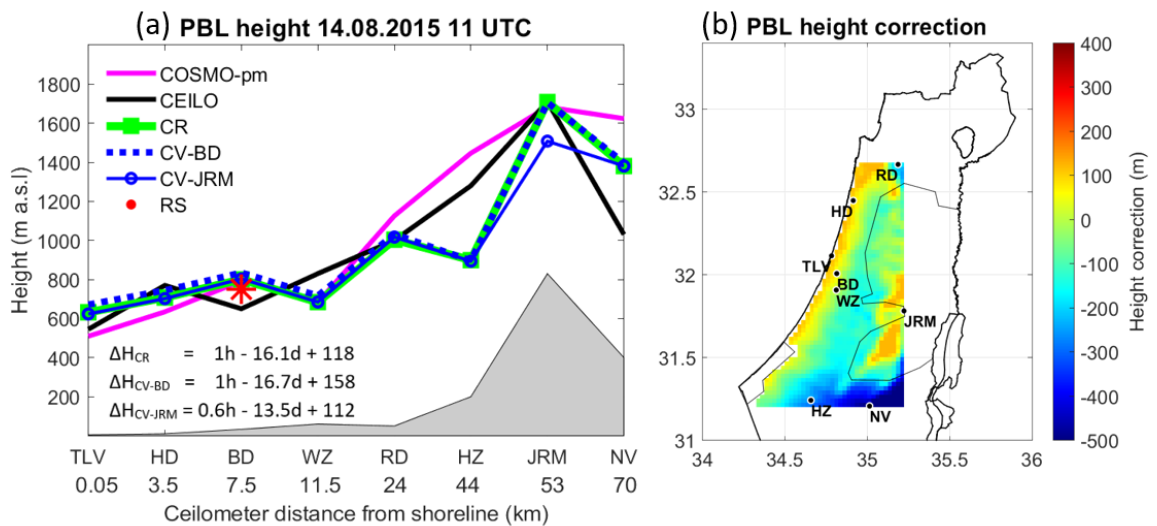 (a) PBL height 14.08.2015 11 UTC
Height (m a.s.l)
1800
1600
1400
1200
1000
800
600
400
200
COSMO-pm
CEILO
CR
CV-BD
CV-JRM
RS
ΔHCR = 1h - 16.1d + 118
ΔHCV-BD = 1h - 16.7d + 158
ΔHCV-JRM = 0.6h - 13.5d + 112
TLV HD BD WZ RD HZ JRM NV
0.05 3.5 7.5 11.5 24 44 53 70
Ceilometer distance from shoreline (km)
(b) PBL height correction
33
32.5
32
31.5
31
RD
HD
TLV
BD
WZ
JRM
HZ
NV
34 34.5 35 35.5 36
400
300
200
100
0
-100
-200
-300
-400
-500
Height correction (m)